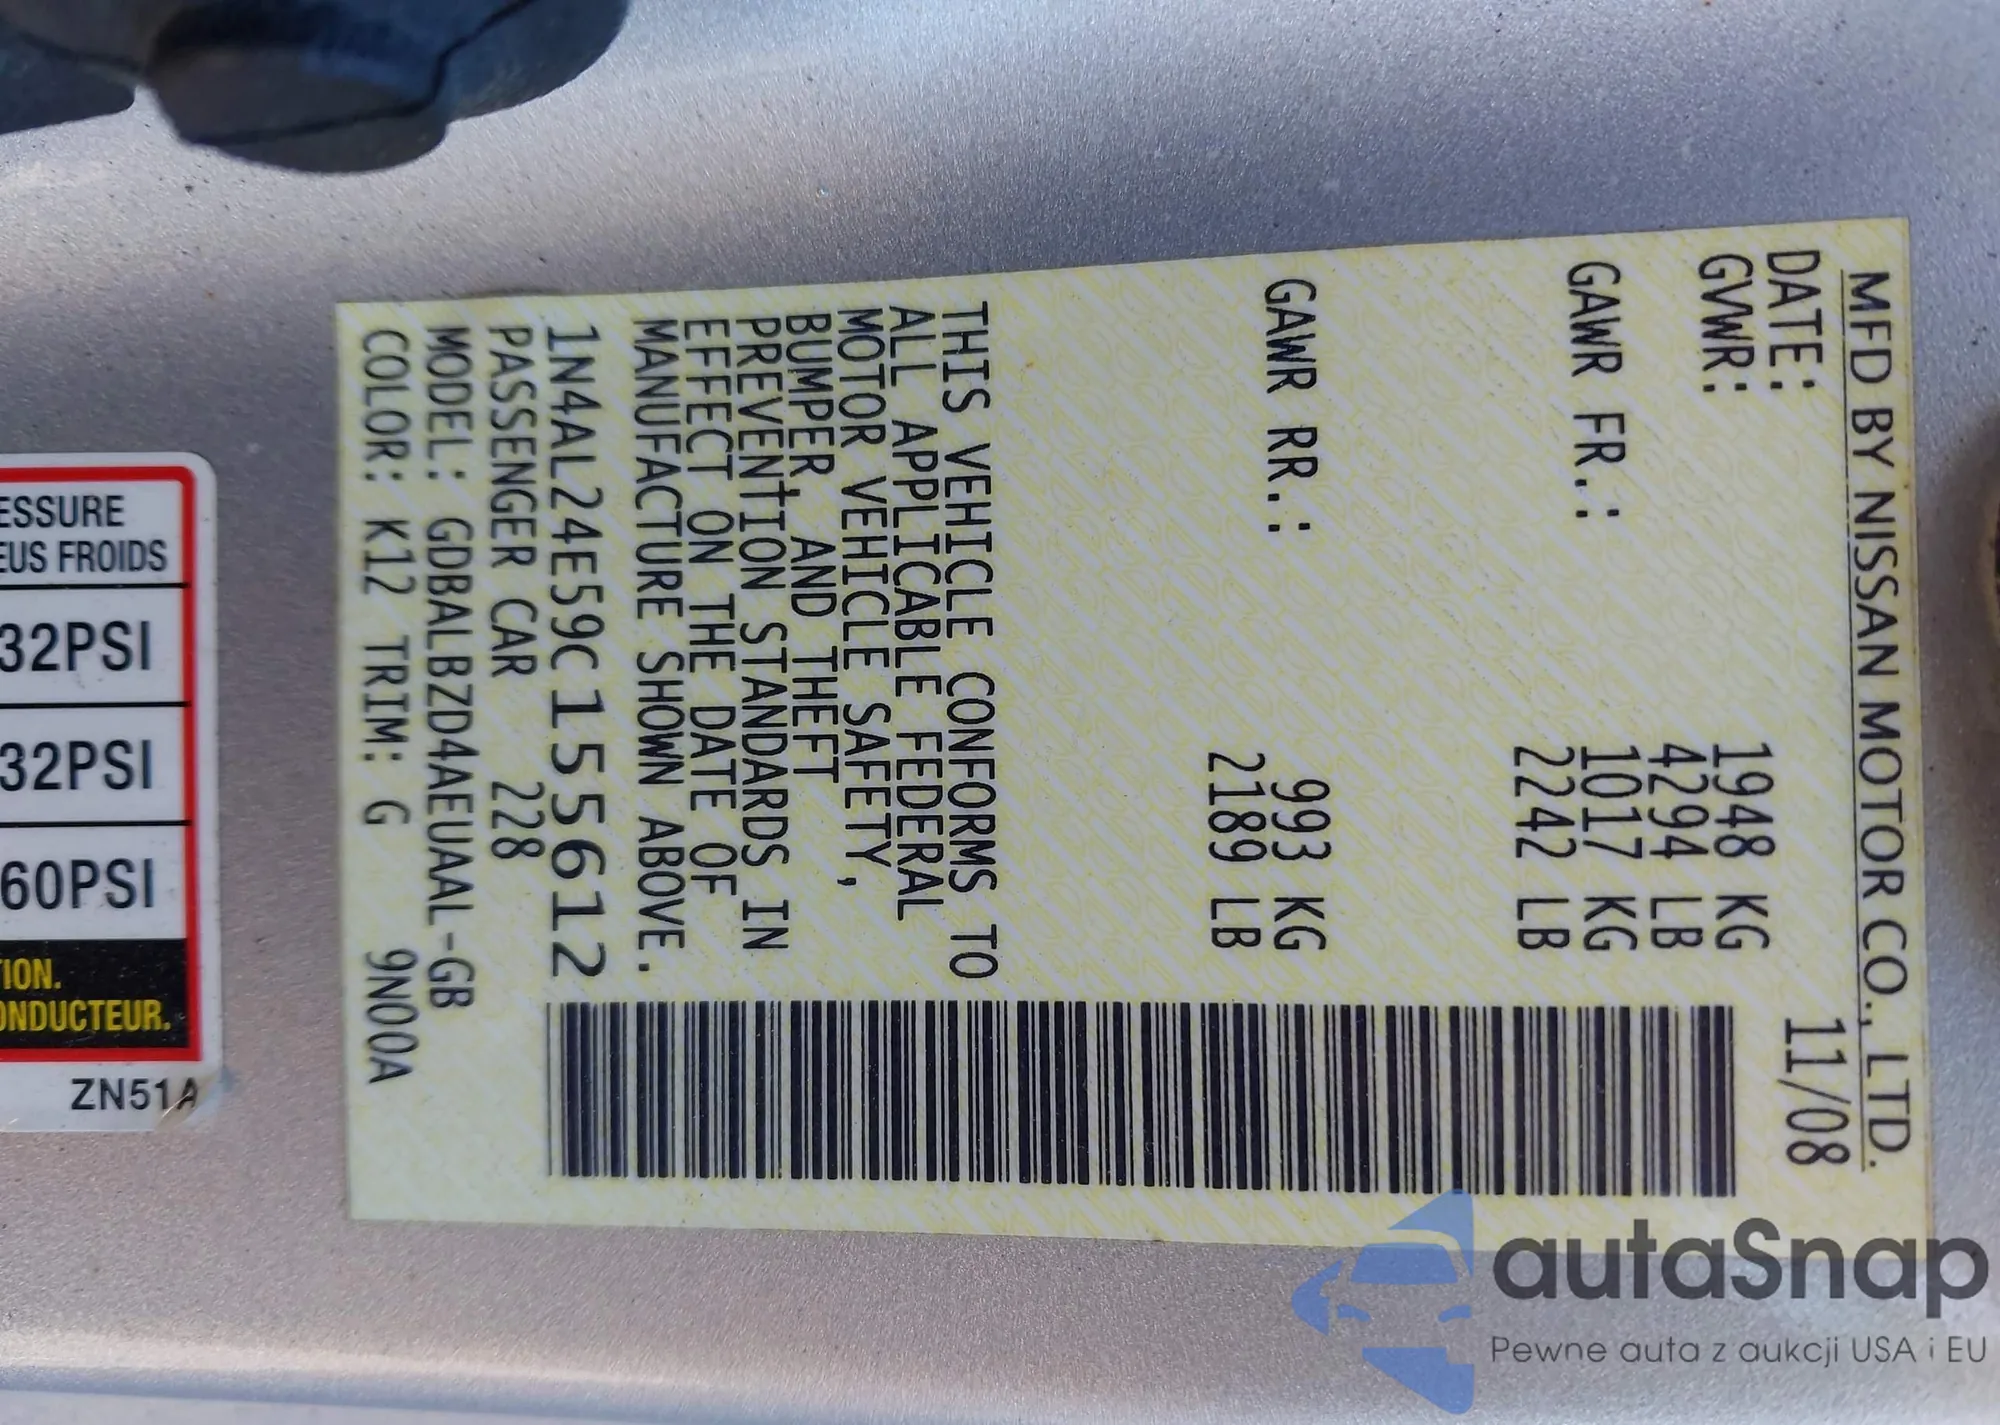 MFD BY NISSAN MOTOR CO., LTD.
DATE: 11/08
GVWR: 1948 KG
4294 LB
GAWR FR.: 1017 KG
2242 LB
GAWR RR.: 993 KG
2189 LB
THIS VEHICLE CONFORMS TO
ALL APPLICABLE FEDERAL
MOTOR VEHICLE SAFETY,
BUMPER, AND THEFT
PREVENTION STANDARDS IN
EFFECT ON THE DATE OF
MANUFACTURE SHOWN ABOVE.
1N4AL24E59C155612
PASSENGER CAR 228
MODEL: GDBALBZD4AEUAAL-GB
COLOR: K12 TRIM: G 9N00A
ESSURE
EUS FROIDS
32PSI
32PSI
60PSI
TION.
ONDUCTEUR.
ZN51A
autaSnap
Pewne auta z aukcji USA i EU